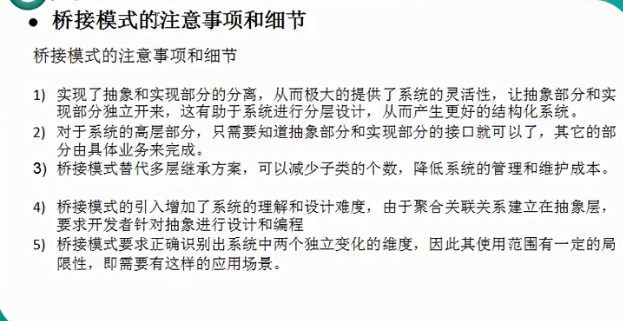 ● 桥接模式的注意事项和细节
桥接模式的注意事项和细节
1) 实现了抽象和实现部分的分离，从而极大的提供了系统的灵活性，让抽象部分和实
现部分独立开来，这有助于系统进行分层设计，从而产生更好的结构化系统。
2) 对于系统的高层部分，只需要知道抽象部分和实现部分的接口就可以了，其它的部
分由具体业务来完成。
3) 桥接模式替代多层继承方案，可以减少子类的个数，降低系统的管理和维护成本。
4) 桥接模式的引入增加了系统的理解和设计难度，由于聚合关联关系建立在抽象层，
要求开发者针对抽象进行设计和编程
5) 桥接模式要求正确识别出系统中两个独立变化的维度，因此其使用范围有一定的局
限性，即需要有这样的应用场景。